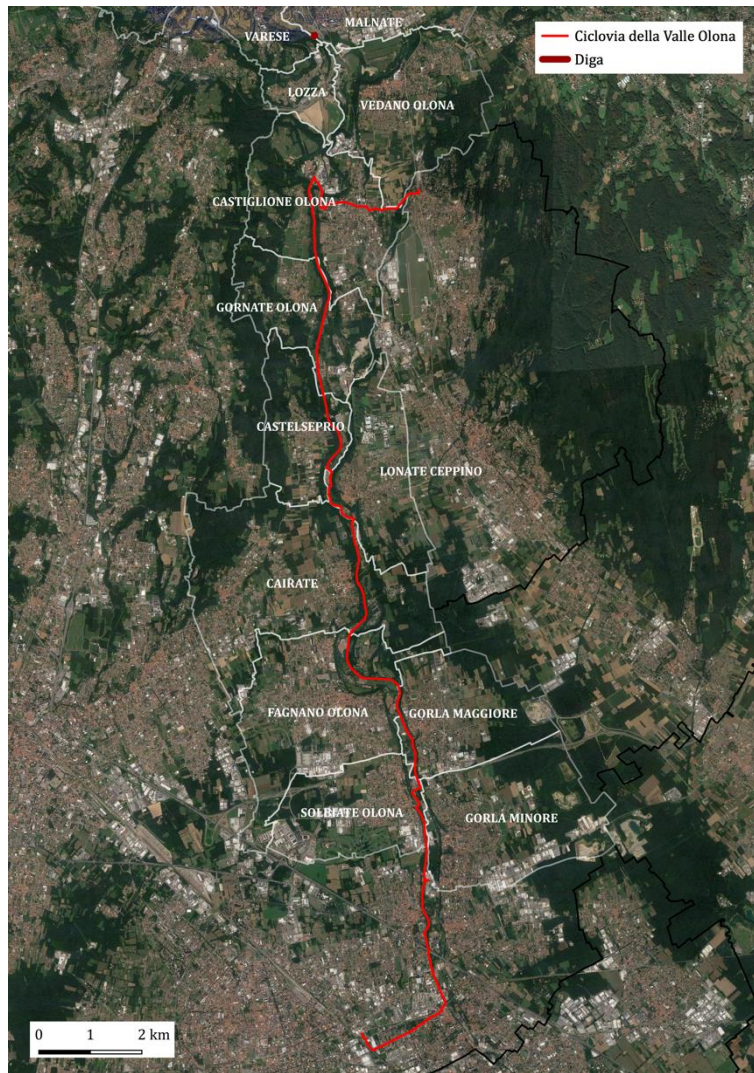 MALNATE
VARESE
Ciclovia della Valle Olona
Diga
LOZZA
VEDANO OLONA
CASTIGLIONE OLONA
GORNATE OLONA
CASTELSEPRIO
LONATE CEPPINO
CAIRATE
FAGNANO OLONA
GORLA MAGGIORE
SOLBIATE OLONA
GORLA MINORE
0 1 2 km